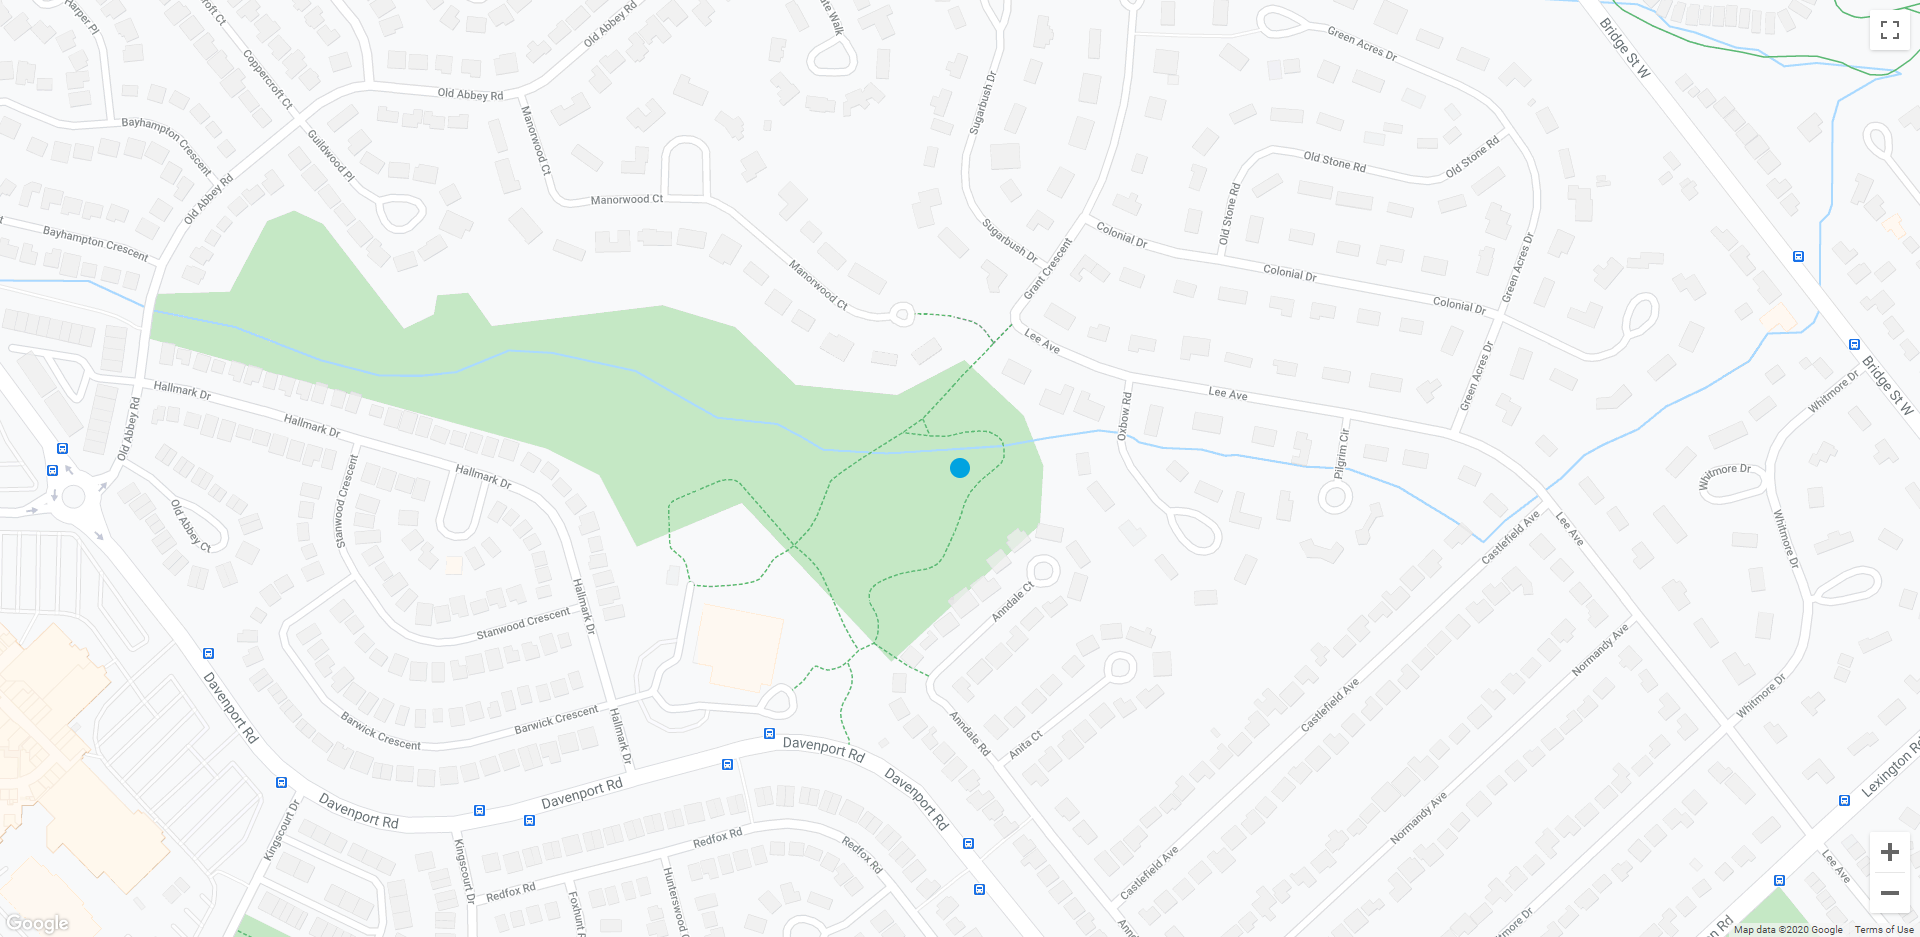 Harper Pl
Coppercroft Ct
Old Abbey Rd
Green Acres Dr
Bridge St W
Coppercroft Ct
Old Abbey Rd
Sugarbush Dr
Manorwood Ct
Bayhampton Crescent
Guildwood Pl
Old Stone Rd
Old Stone Rd
Old Abbey Rd
Manorwood Ct
Old Stone Rd
Bayhampton Crescent
Sugarbush Dr
Colonial Dr
Grant Crescent
Green Acres Dr
Manorwood Ct
Colonial Dr
Colonial Dr
Lee Ave
Green Acres Dr
Bridge St W
Hallmark Dr
Lee Ave
Whitmore Dr
Old Abbey Rd
Hallmark Dr
Oxbow Rd
Pilgrim Cir
Hallmark Dr
Whitmore Dr
Stanwood Crescent
Old Abbey Ct
Castlefield Ave
Lee Ave
Whitmore Dr
Hallmark Dr
Anndale Ct
Stanwood Crescent
Normandy Ave
Davenport Rd
Castlefield Ave
Whitmore Dr
Barwick Crescent
Barwick Crescent
Hallmark Dr
Anndale Rd
Anita Ct
Davenport Rd
Lexington Rd
Davenport Rd
Davenport Rd
Davenport Rd
Kingscourt Dr
Redfox Rd
Normandy Ave
Kingscourt Dr
Redfox Rd
Castlefield Ave
Lee Ave
Redfox Rd
Hunterswood Ct
Foxhunt R
Whitmore Dr
Google
Map data ©2020 Google
Terms of Use